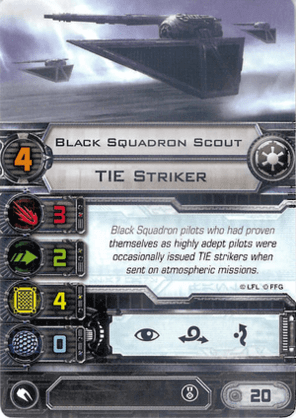 Black Squadron Scout
4
TIE Striker
3
Black Squadron pilots who had proven
themselves as highly adept pilots were
occasionally issued TIE strikers when
sent on atmospheric missions.
2
© LFL © FFG
4
0
20